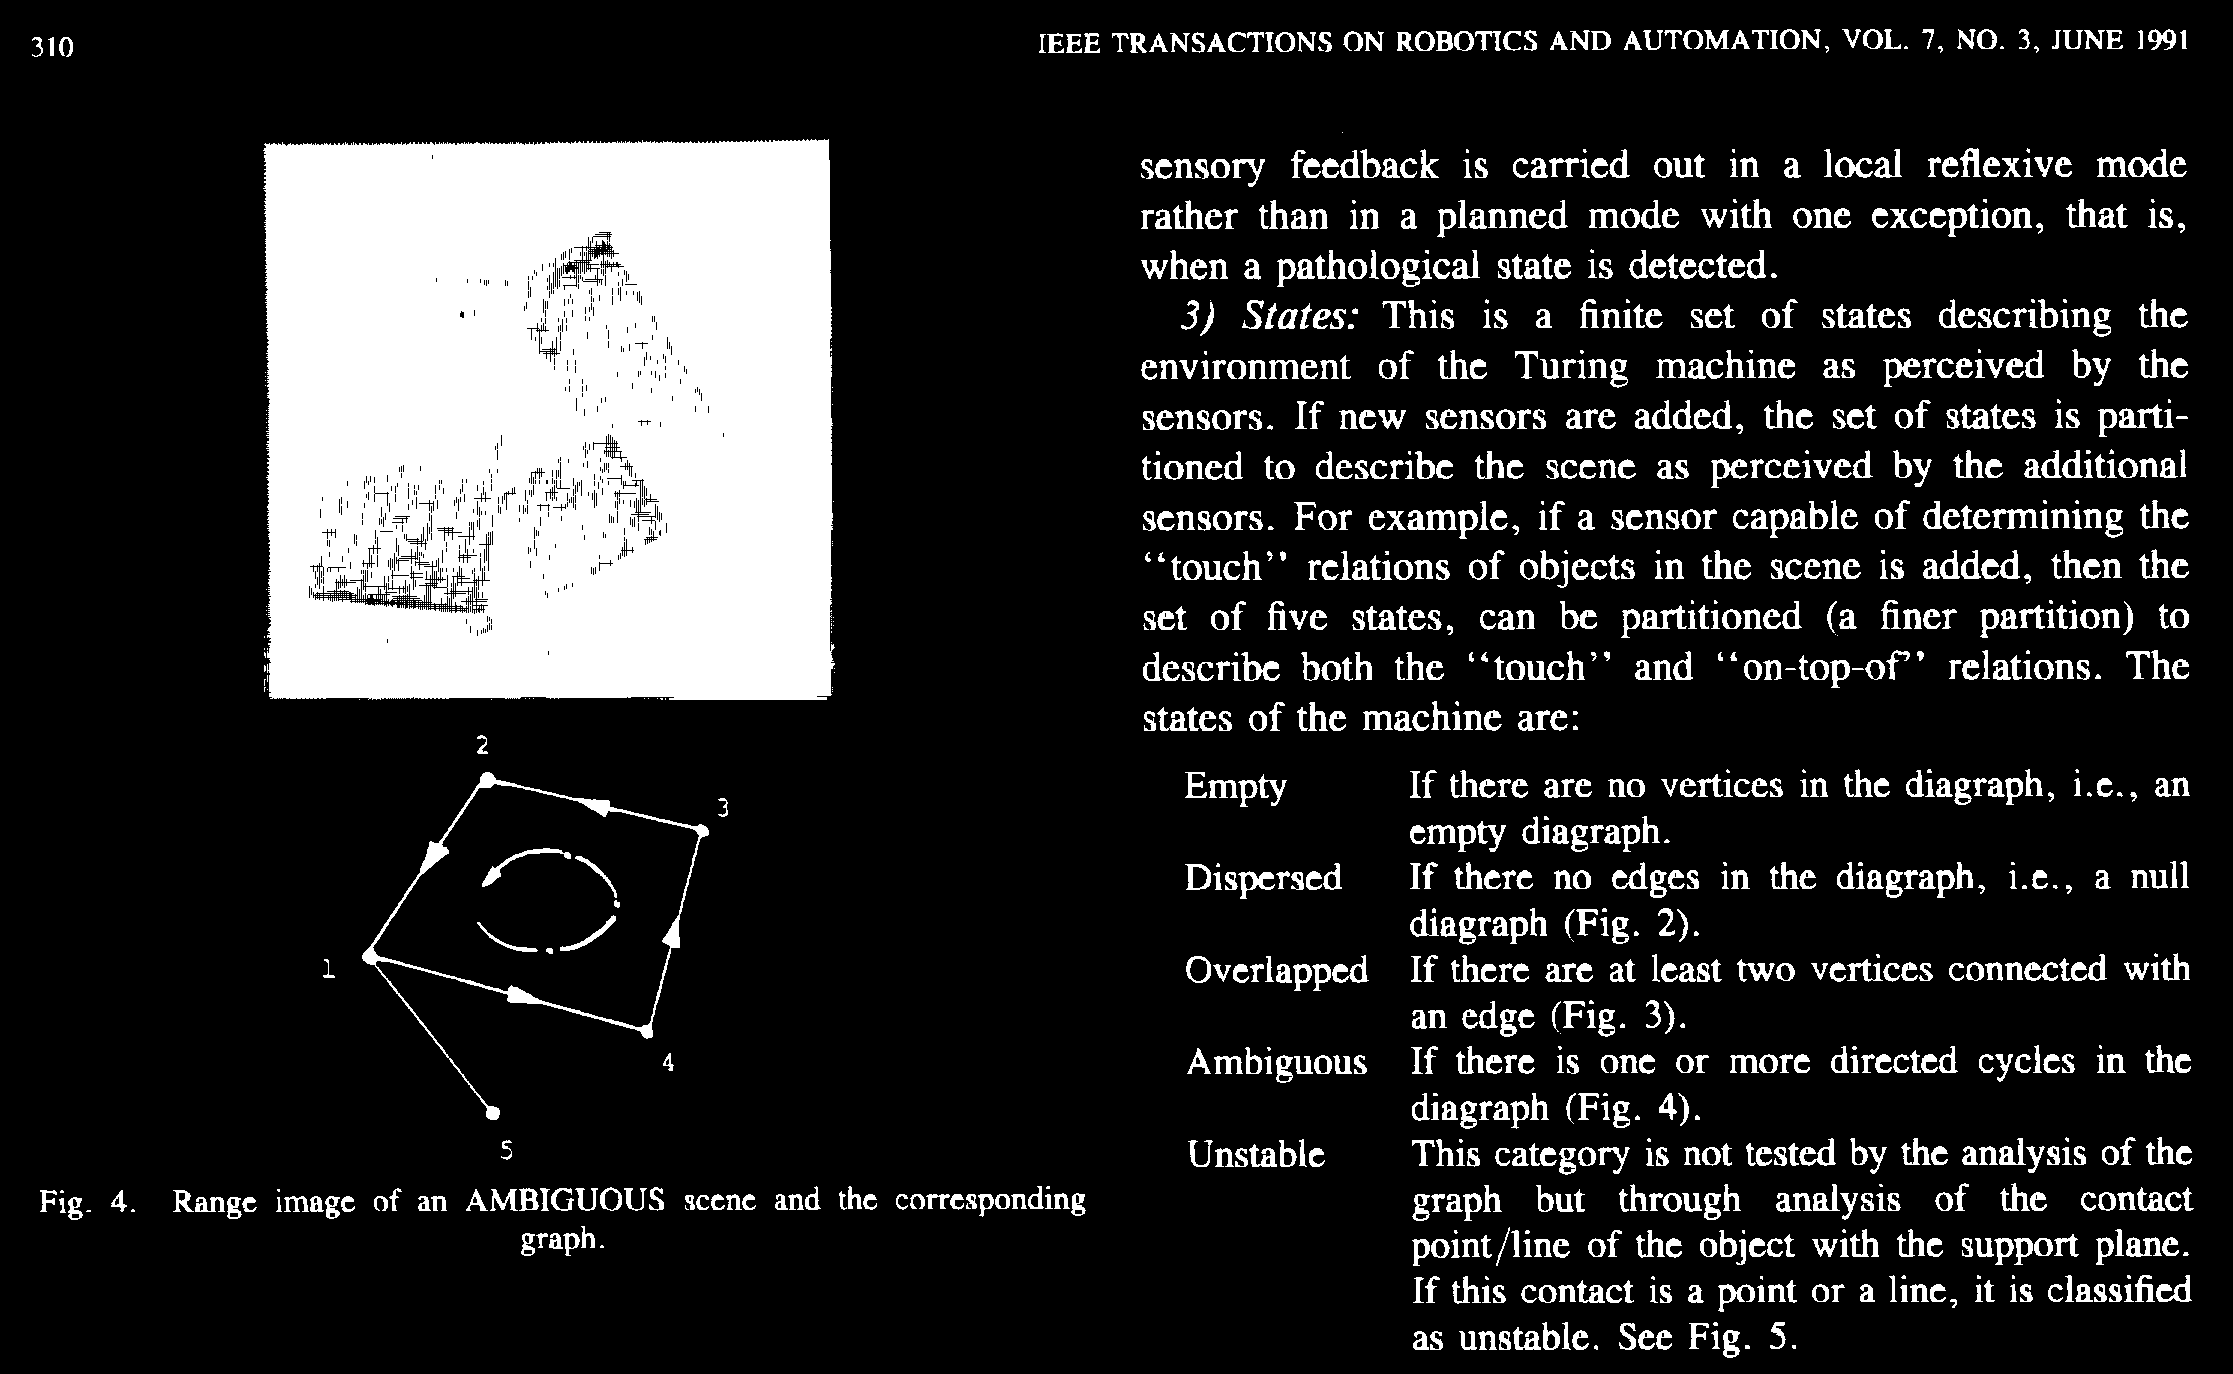 310
IEEE TRANSACTIONS ON ROBOTICS AND AUTOMATION, VOL. 7, NO. 3, JUNE 1991
2
3
1
4
5
Fig. 4. Range image of an AMBIGUOUS scene and the corresponding
graph.
sensory feedback is carried out in a local reflexive mode
rather than in a planned mode with one exception, that is,
when a pathological state is detected.
3) States: This is a finite set of states describing the
environment of the Turing machine as perceived by the
sensors. If new sensors are added, the set of states is parti-
tioned to describe the scene as perceived by the additional
sensors. For example, if a sensor capable of determining the
“touch” relations of objects in the scene is added, then the
set of five states, can be partitioned (a finer partition) to
describe both the “touch” and “on-top-of” relations. The
states of the machine are:
Empty If there are no vertices in the diagraph, i.e., an
empty diagraph.
Dispersed If there no edges in the diagraph, i.e., a null
diagraph (Fig. 2).
Overlapped If there are at least two vertices connected with
an edge (Fig. 3).
Ambiguous If there is one or more directed cycles in the
diagraph (Fig. 4).
Unstable This category is not tested by the analysis of the
graph but through analysis of the contact
point/line of the object with the support plane.
If this contact is a point or a line, it is classified
as unstable. See Fig. 5.